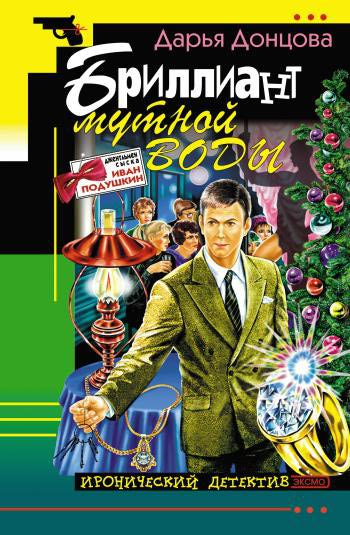 Дарья Донцова
Бриллиант
мутной
воды
джентльмен
сыска
Иван
Подушкин
ИРОНИЧЕСКИЙ ДЕТЕКТИВ
ЭКСМО